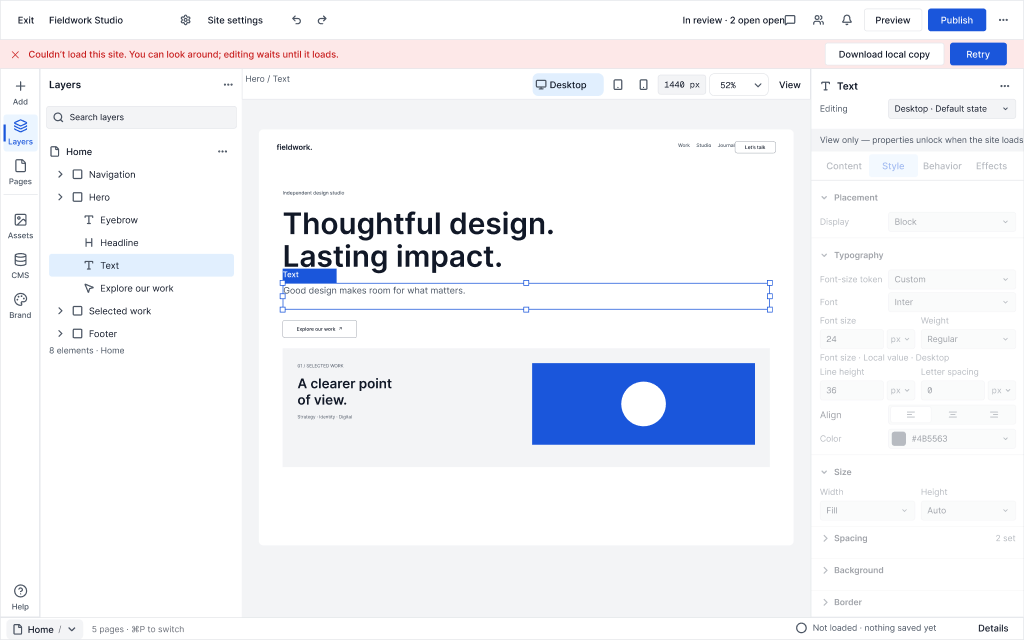 Exit
Fieldwork Studio
Site settings
In review · 2 open open
Preview
Publish
Couldn't load this site. You can look around; editing waits until it loads.
Download local copy
Retry
Add
Layers
Pages
Assets
CMS
Brand
Help
Layers
Search layers
Home
Navigation
Hero
Eyebrow
Headline
Text
Explore our work
Selected work
Footer
8 elements · Home
Hero / Text
Desktop
1440 px
52%
View
fieldwork.
Work Studio Journal
Let's talk
Independent design studio
Thoughtful design.
Lasting impact.
Text
Good design makes room for what matters.
Explore our work ↗
01 / SELECTED WORK
A clearer point
of view.
Strategy · Identity · Digital
Text
Editing
Desktop · Default state
View only — properties unlock when the site loads
Content
Style
Behavior
Effects
Placement
Display
Block
Typography
Font-size token
Custom
Font
Inter
Font size
Weight
24
px
Regular
Font size · Local value · Desktop
Line height
Letter spacing
36
px
0
px
Align
Color
#485563
Size
Width
Height
Fill
Auto
Spacing
2 set
Background
Border
Home /
5 pages · ⌘P to switch
Not loaded · nothing saved yet
Details